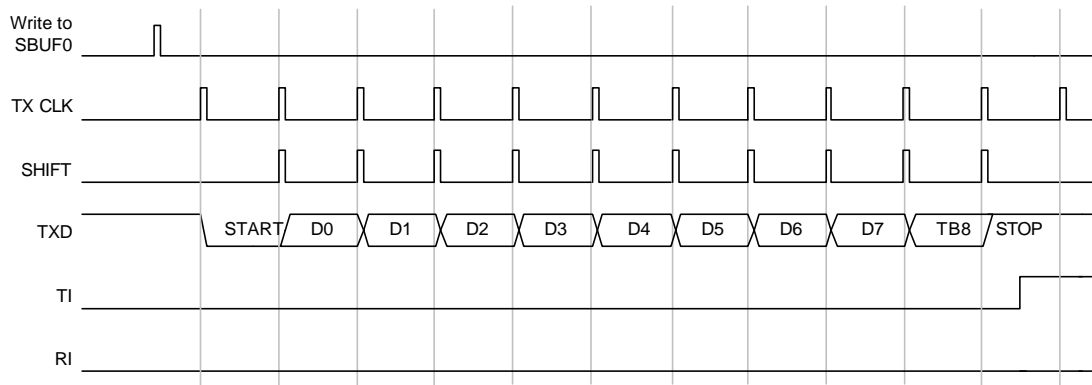 Write to
SBUF0
TX CLK
SHIFT
TXD START D0 D1 D2 D3 D4 D5 D6 D7 TB8 STOP
TI
RI